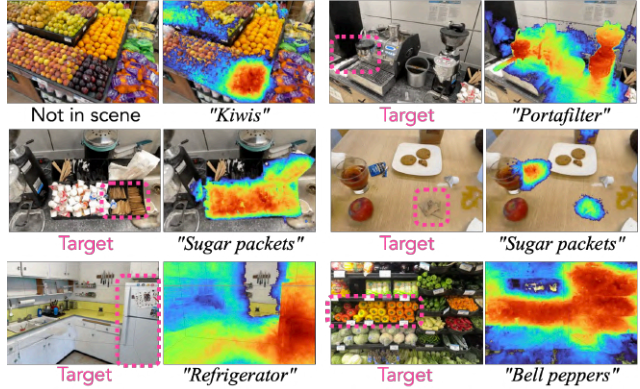 Not in scene "Kiwis" Target "Portafilter"
Target "Sugar packets" Target "Sugar packets"
Target "Refrigerator" Target "Bell peppers"